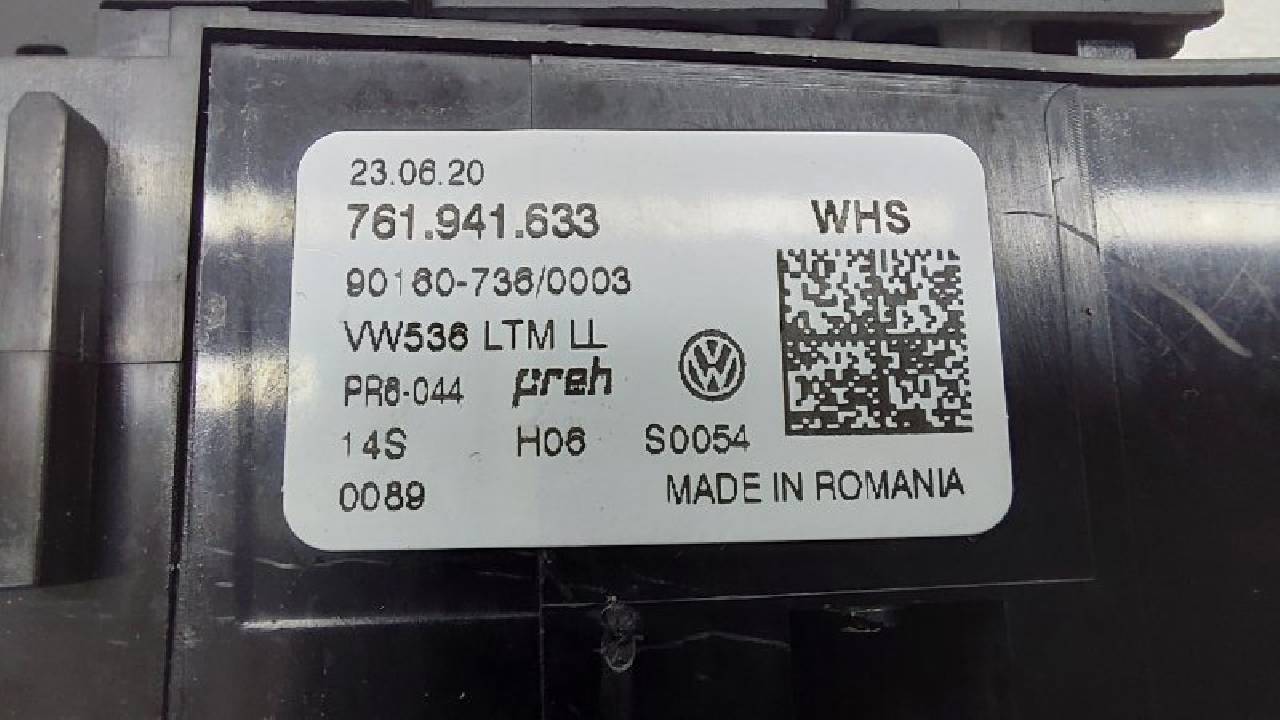 23.06.20
761.941.633 WHS
90160-736/0003
VW536 LTM LL
PR6-044 preh VW
14S H06 S0054
0089 MADE IN ROMANIA